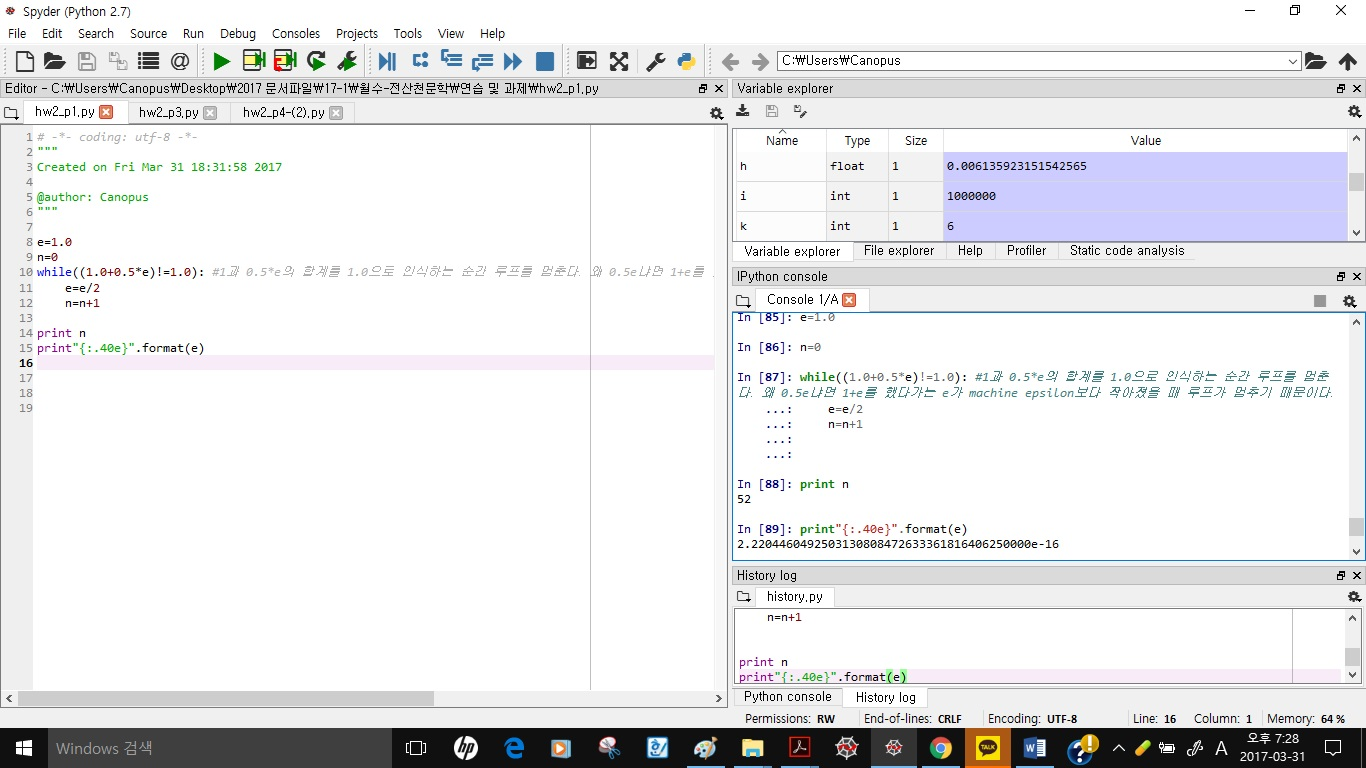 Spyder (Python 2.7)
File Edit Search Source Run Debug Consoles Projects Tools View Help
C:₩Users₩Canopus
Editor - C:₩Users₩Canopus₩Desktop₩2017 문서파일₩17-1₩월수-전산천문학₩연습 및 과제₩hw2_p1.py
hw2_p1.py hw2_p3.py hw2_p4-(2).py
1 # -*- coding: utf-8 -*-
2 """
3 Created on Fri Mar 31 18:31:58 2017
4
5 @author: Canopus
6 """
7
8 e=1.0
9 n=0
10 while((1.0+0.5*e)!=1.0): #1과 0.5*e의 합계를 1.0으로 인식하는 순간 루프를 멈춘다. 왜 0.5e냐면 1+e를
11 e=e/2
12 n=n+1
13
14 print n
15 print"{:.40e}".format(e)
16
17
18
19
Variable explorer
Name Type Size Value
h float 1 0.006135923151542565
i int 1 1000000
k int 1 6
Variable explorer File explorer Help Profiler Static code analysis
IPython console
Console 1/A
In [85]: e=1.0
In [86]: n=0
In [87]: while((1.0+0.5*e)!=1.0): #1과 0.5*e의 합계를 1.0으로 인식하는 순간 루프를 멈춘
다. 왜 0.5e냐면 1+e를 했다가는 e가 machine epsilon보다 작아졌을 때 루프가 멈추기 때문이다.
...: e=e/2
...: n=n+1
...:
...:
In [88]: print n
52
In [89]: print"{:.40e}".format(e)
2.2204460492503130808472633361816406250000e-16
History log
history.py
n=n+1
print n
print"{:.40e}".format(e)
Python console History log
Permissions: RW End-of-lines: CRLF Encoding: UTF-8 Line: 16 Column: 1 Memory: 64 %
Windows 검색
hp
TALK
A
오후 7:28
2017-03-31